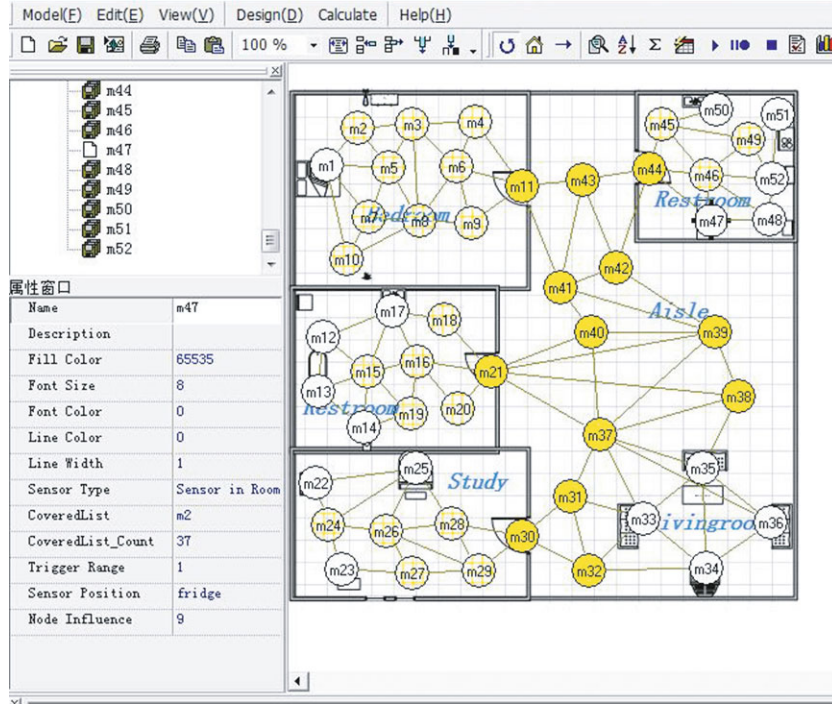 Model(F) Edit(E) View(V) Design(D) Calculate Help(H)
100 %
m44
m45
m46
m47
m48
m49
m50
m51
m52
属性窗口
Name m47
Description
Fill Color 65535
Font Size 8
Font Color 0
Line Color 0
Line Width 1
Sensor Type Sensor in Room
CoveredList m2
CoveredList_Count 37
Trigger Range 1
Sensor Position fridge
Node Influence 9
m2 m3 m4
m1 m5 m6
m11
m7 m8 m9
Bedroom
m10
m45 m50 m51
m49
m43 m44 m46 m52
Restroom
m47 m48
m42
m41
Aisle
m40 m39
m38
m37
m17 m18
m12
m15 m16 m21
m13
Restroom
m14 m19 m20
m25 Study
m22
m24 m26 m28
m30
m23 m27 m29
m31
m32
m35
m33 ivingroo m36
m34